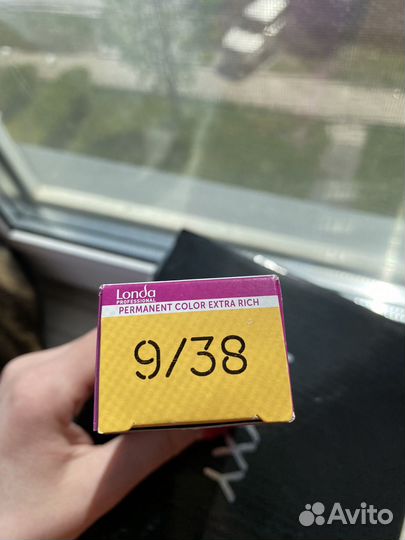 Londa
PROFESSIONAL
PERMANENT COLOR EXTRA RICH
9/38
Avito